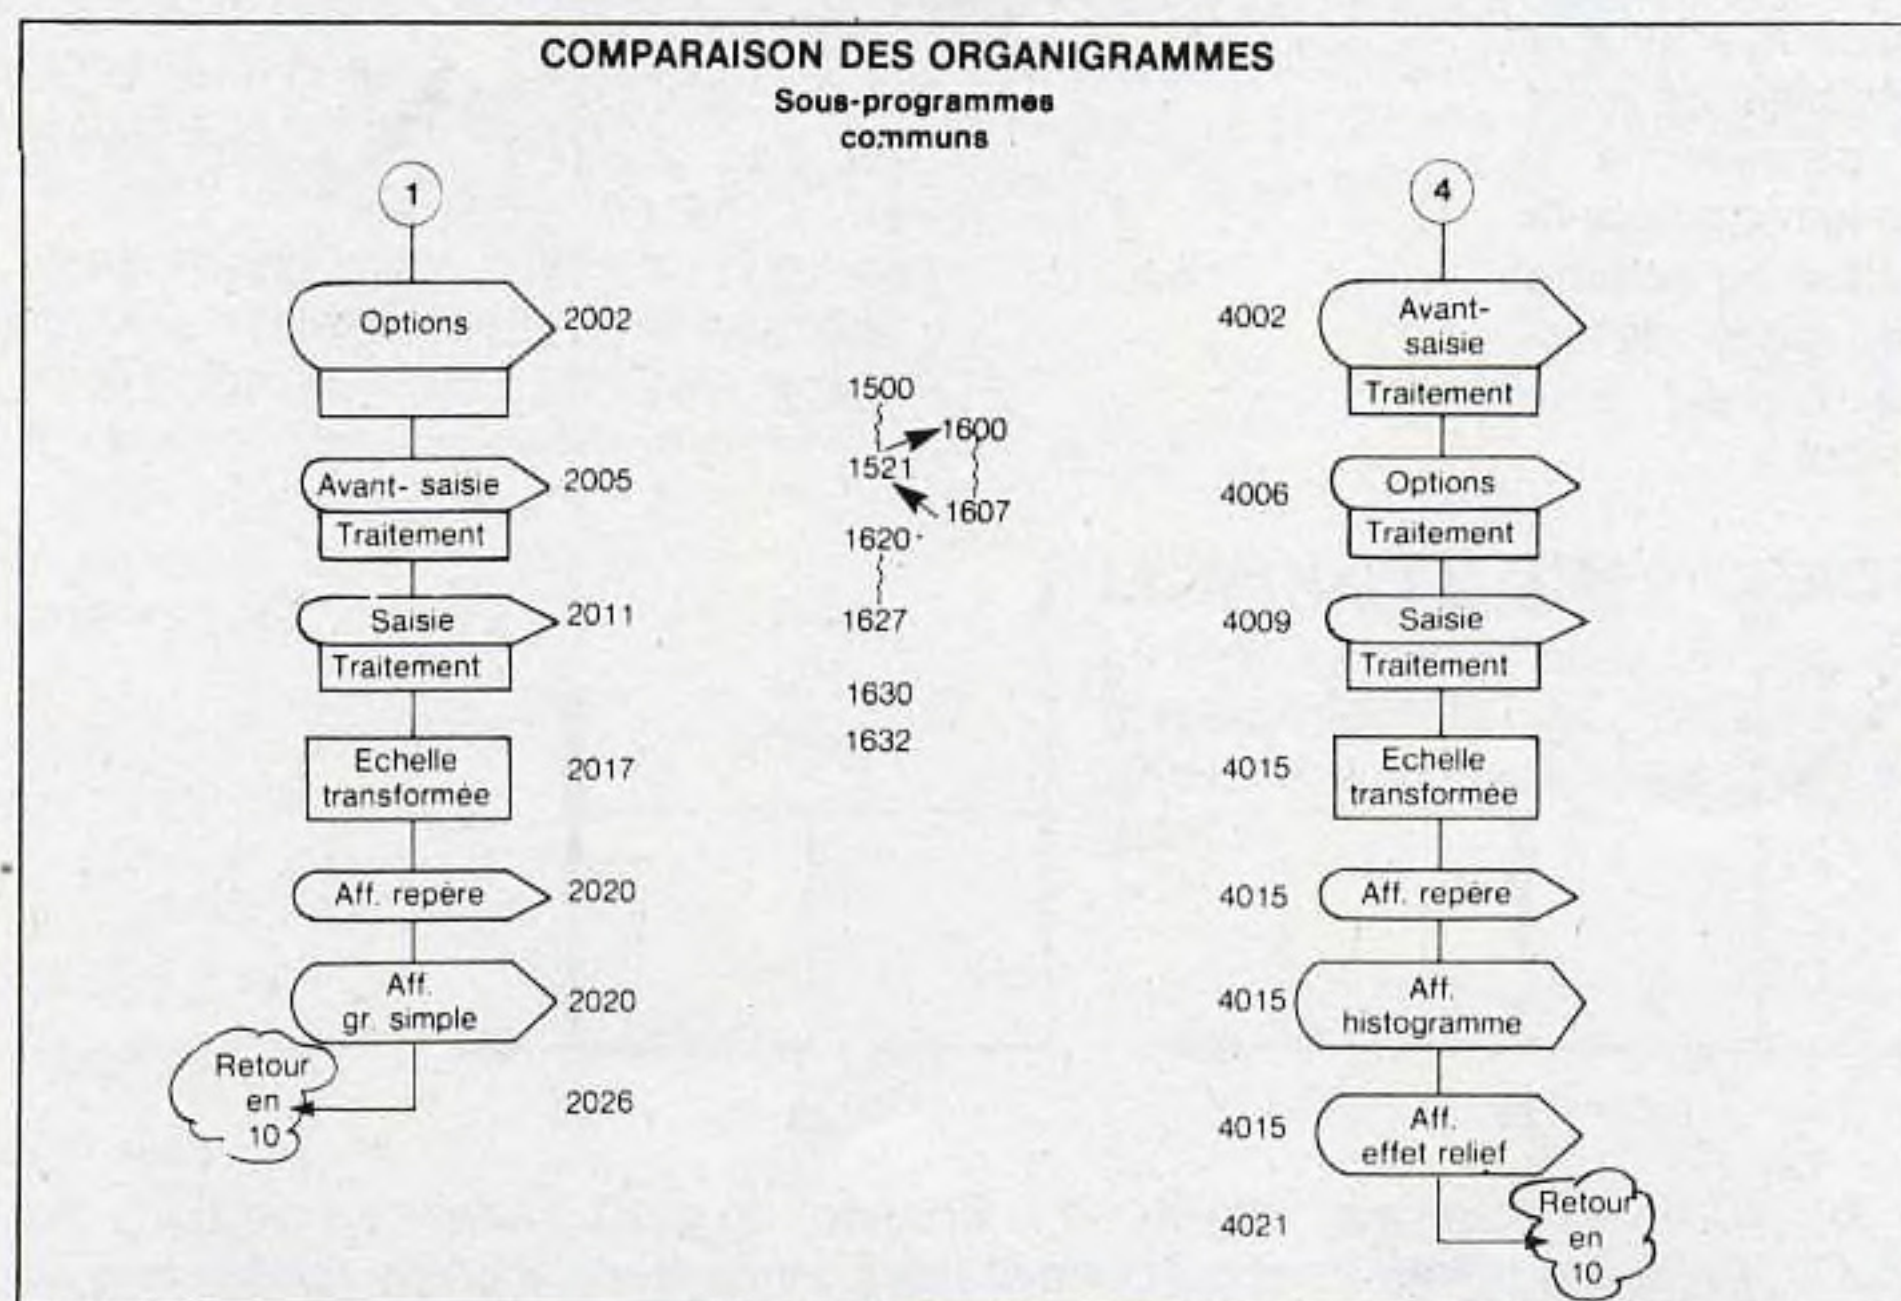 COMPARAISON DES ORGANIGRAMMES
Sous-programmes
communs
1
Options
2002
Avant- saisie
2005
Traitement
Saisie
2011
Traitement
Echelle
transformée
2017
Aff. repère
2020
Aff.
gr. simple
2020
Retour
en
10
2026
1500
1600
1521
1607
1620
1627
1630
1632
4
4002
Avant-
saisie
Traitement
4006
Options
Traitement
4009
Saisie
Traitement
4015
Echelle
transformée
4015
Aff. repère
4015
Aff.
histogramme
4015
Aff.
effet relief
4021
Retour
en
10